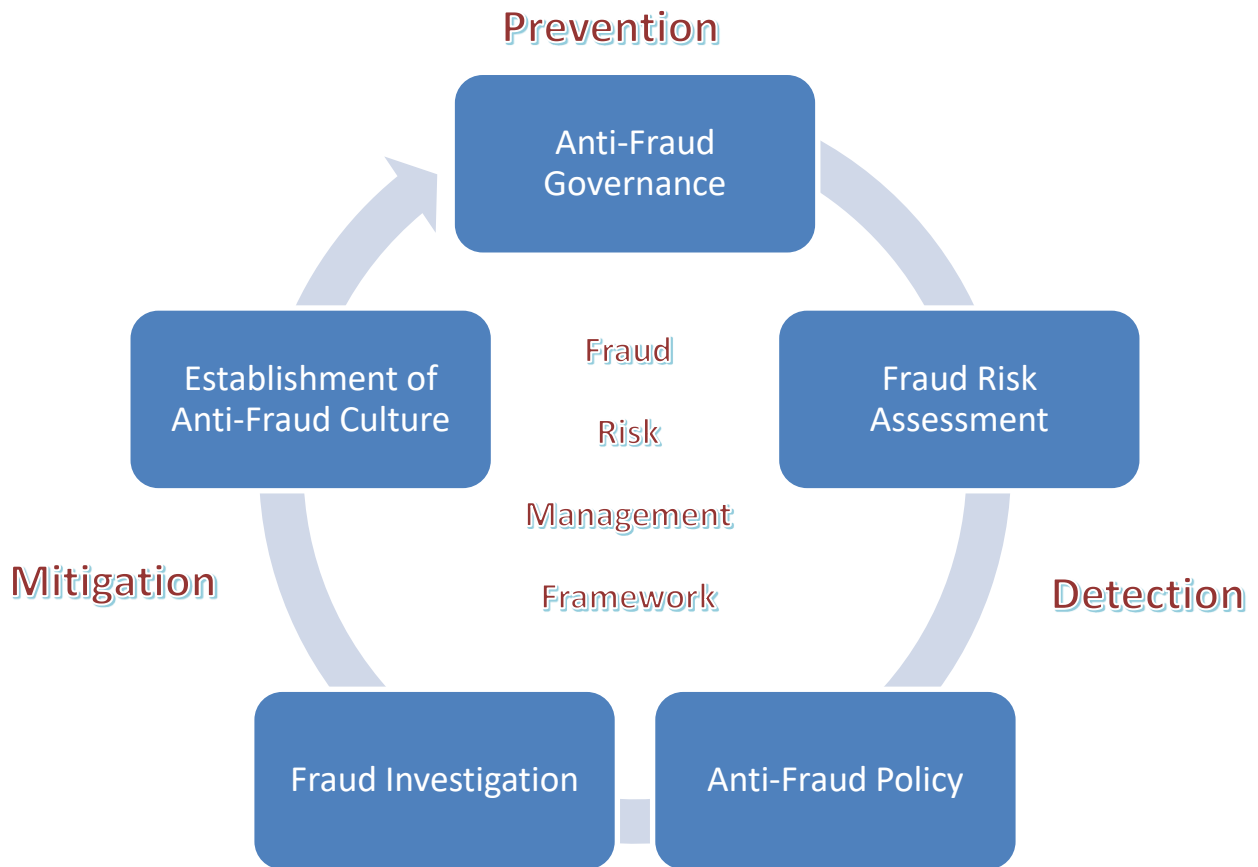 Prevention
Anti-Fraud
Governance
Establishment of
Anti-Fraud Culture
Fraud
Risk
Management
Framework
Fraud Risk
Assessment
Mitigation
Detection
Fraud Investigation
Anti-Fraud Policy